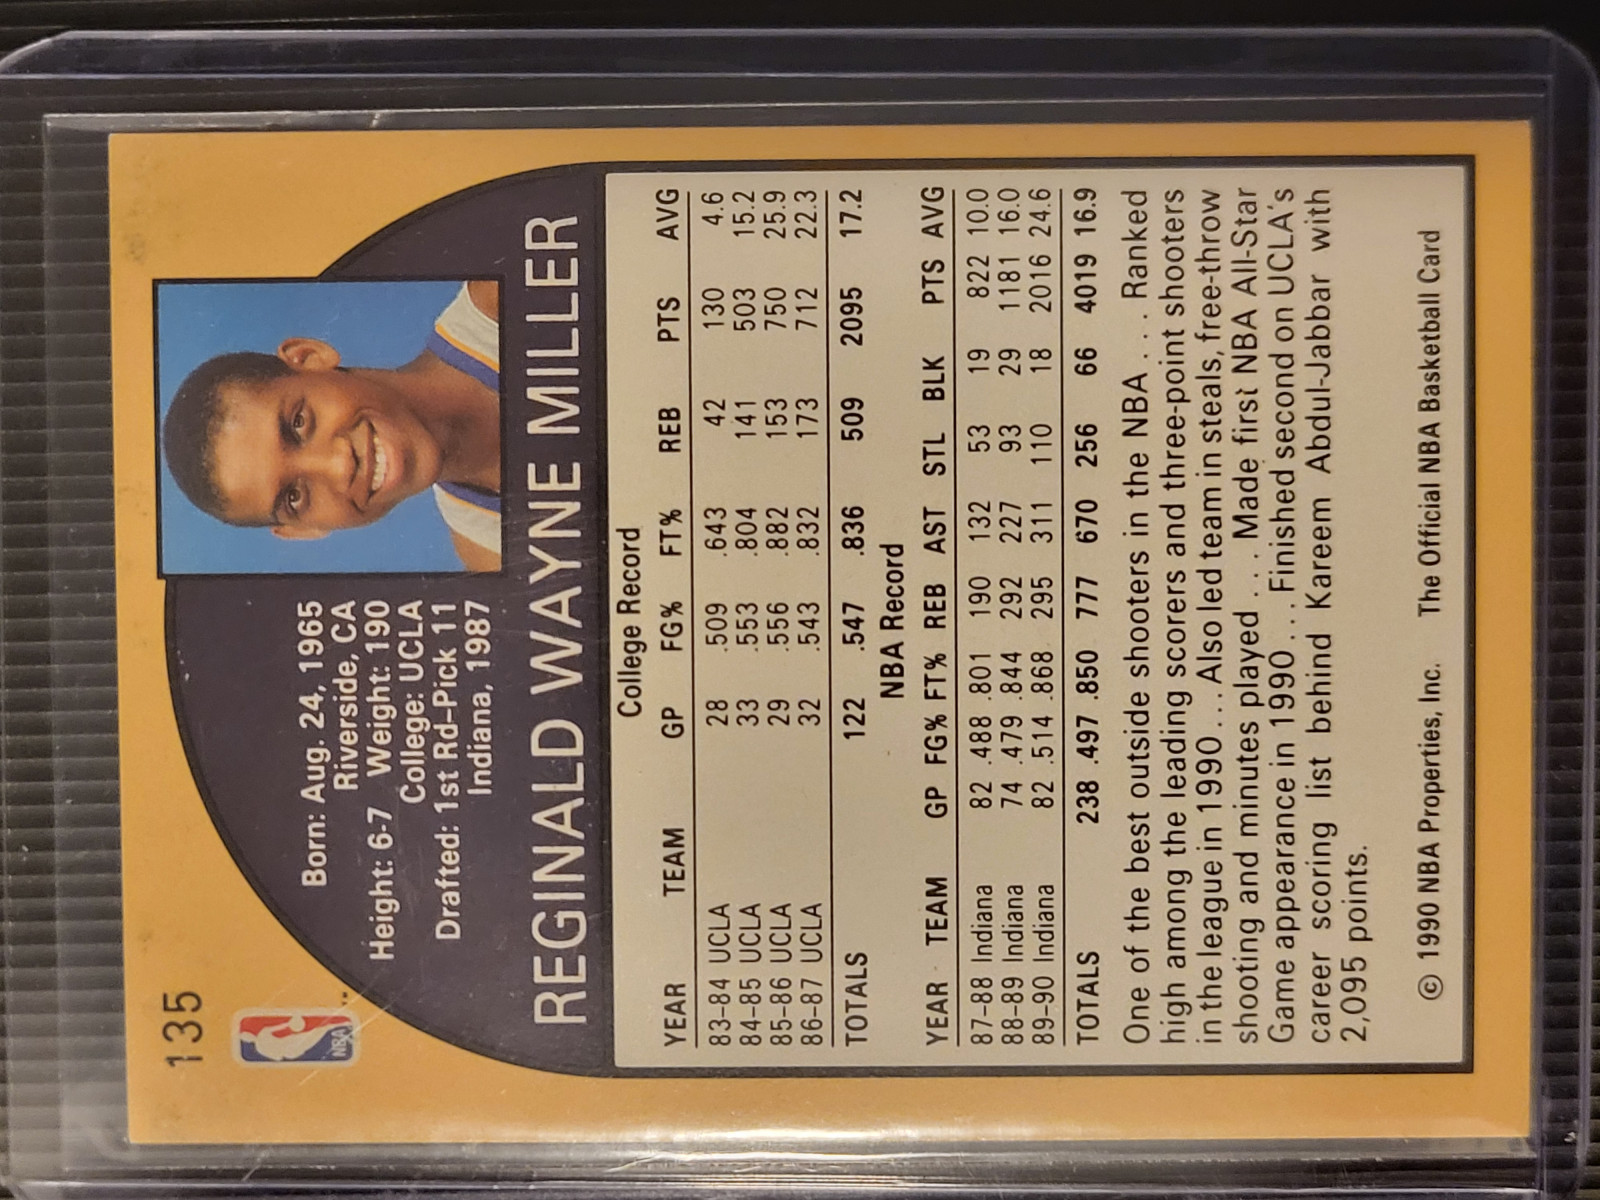 135
NBA
Born: Aug. 24, 1965
Riverside, CA
Height: 6-7 Weight: 190
College: UCLA
Drafted: 1st Rd-Pick 11
Indiana, 1987
REGINALD WAYNE MILLER
College Record
YEAR TEAM GP FG% FT% REB PTS AVG
83-84 UCLA 28 .509 .643 42 130 4.6
84-85 UCLA 33 .553 .804 141 503 15.2
85-86 UCLA 29 .556 .882 153 750 25.9
86-87 UCLA 32 .543 .832 173 712 22.3
TOTALS 122 .547 .836 509 2095 17.2
NBA Record
YEAR TEAM GP FG% FT% REB AST STL BLK PTS AVG
87-88 Indiana 82 .488 .801 190 132 53 19 822 10.0
88-89 Indiana 74 .479 .844 292 227 93 29 1181 16.0
89-90 Indiana 82 .514 .868 295 311 110 18 2016 24.6
TOTALS 238 .497 .850 777 670 256 66 4019 16.9
One of the best outside shooters in the NBA . . . Ranked
high among the leading scorers and three-point shooters
in the league in 1990 . . . Also led team in steals, free-throw
shooting and minutes played . . . Made first NBA All-Star
Game appearance in 1990 . . . Finished second on UCLA's
career scoring list behind Kareem Abdul-Jabbar with
2,095 points.
© 1990 NBA Properties, Inc. The Official NBA Basketball Card